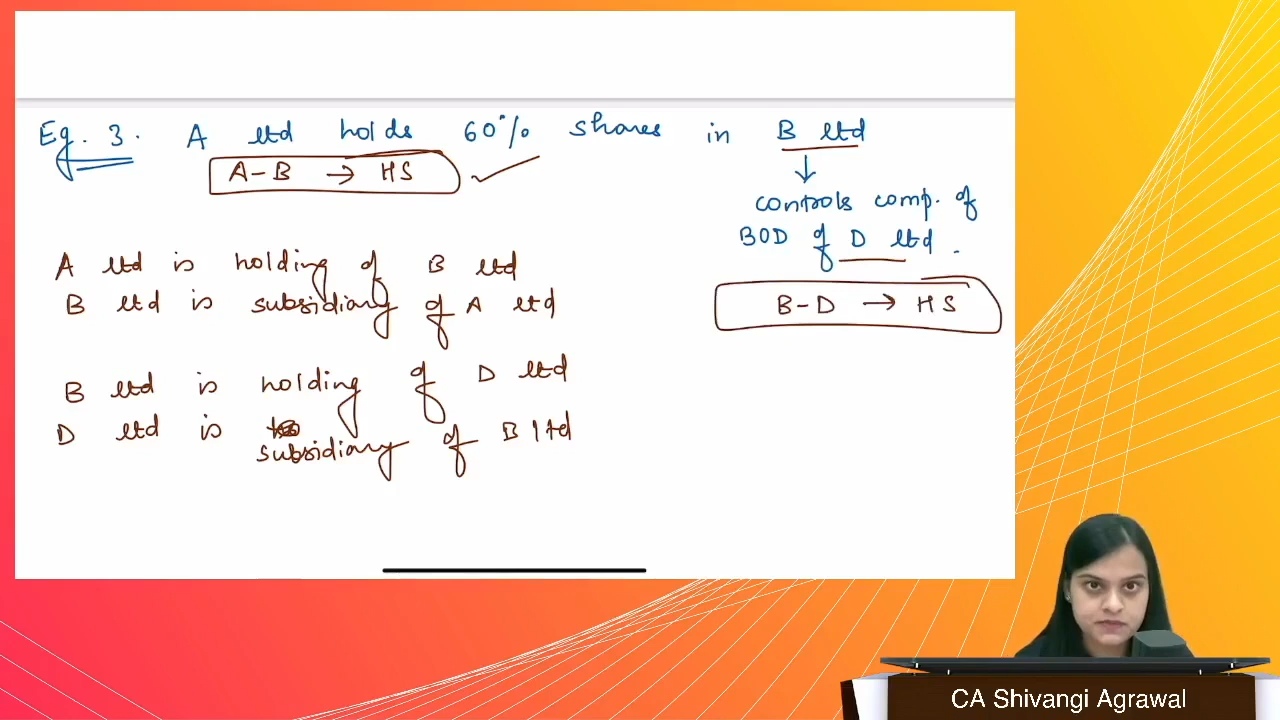 Eg. 3. A ltd holds 60% shares in B ltd
A-B → HS
controls comp. of
BOD of D ltd.
B-D → HS
A ltd is holding of B ltd
B ltd is subsidiary of A ltd
B ltd is holding of D ltd
D ltd is subsidiary of B ltd
CA Shivangi Agrawal